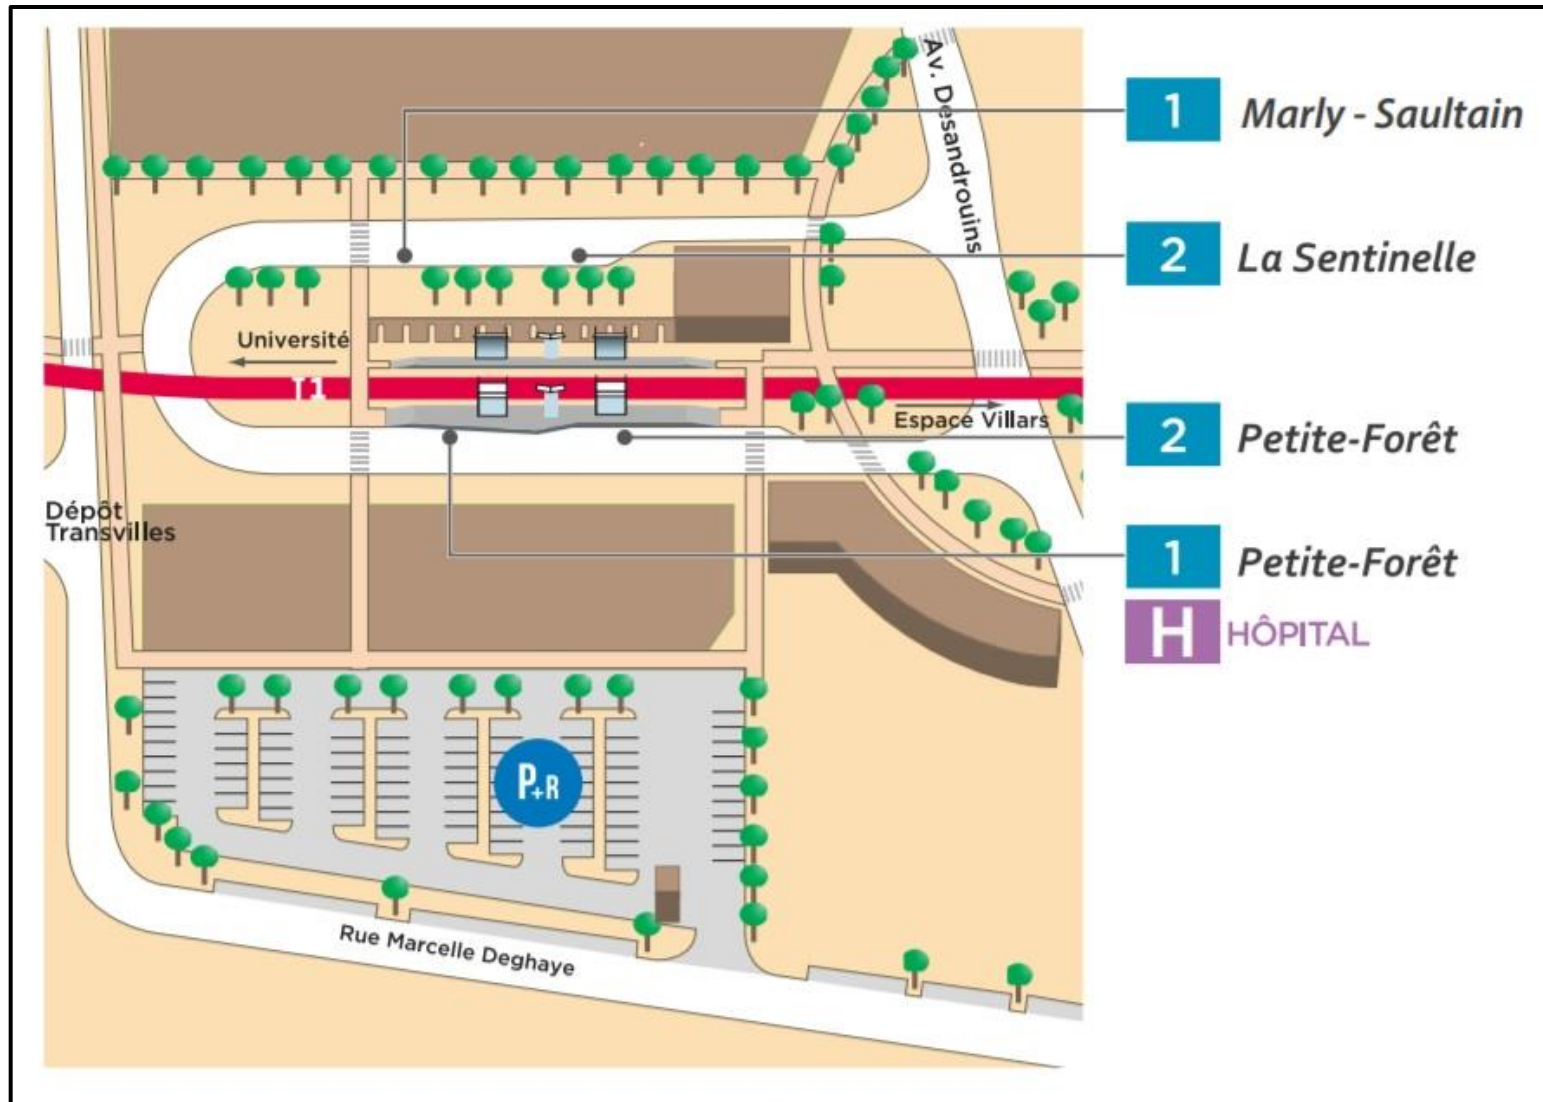 Av. Desandrouins
1 Marly - Saultain
2 La Sentinelle
Université
T1
Espace Villars
2 Petite-Forêt
Dépôt
Transvilles
1 Petite-Forêt
H HÔPITAL
P+R
Rue Marcelle Deghaye